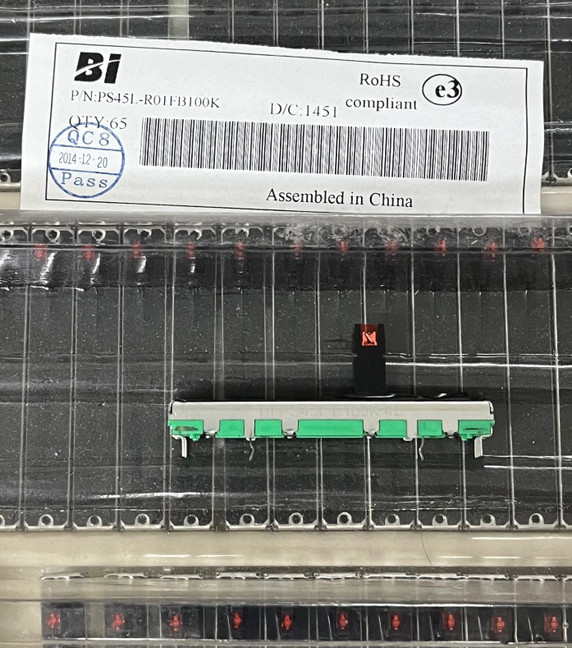 BI
RoHS
compliant
e3
P/N:PS45L-R01FB100K
D/C:1451
QTY:65
QC 8
2014-12-20
Pass
Assembled in China